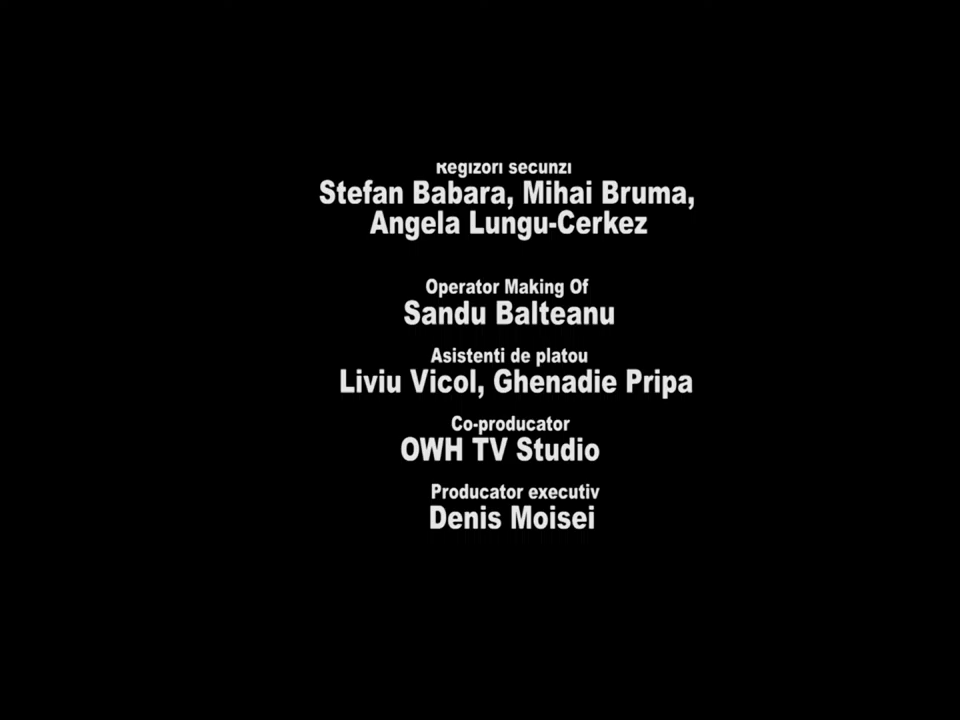 Regizori secunzi
Stefan Babara, Mihai Bruma,
Angela Lungu-Cerkez
Operator Making Of
Sandu Balteanu
Asistenti de platou
Liviu Vicol, Ghenadie Pripa
Co-producator
OWH TV Studio
Producator executiv
Denis Moisei